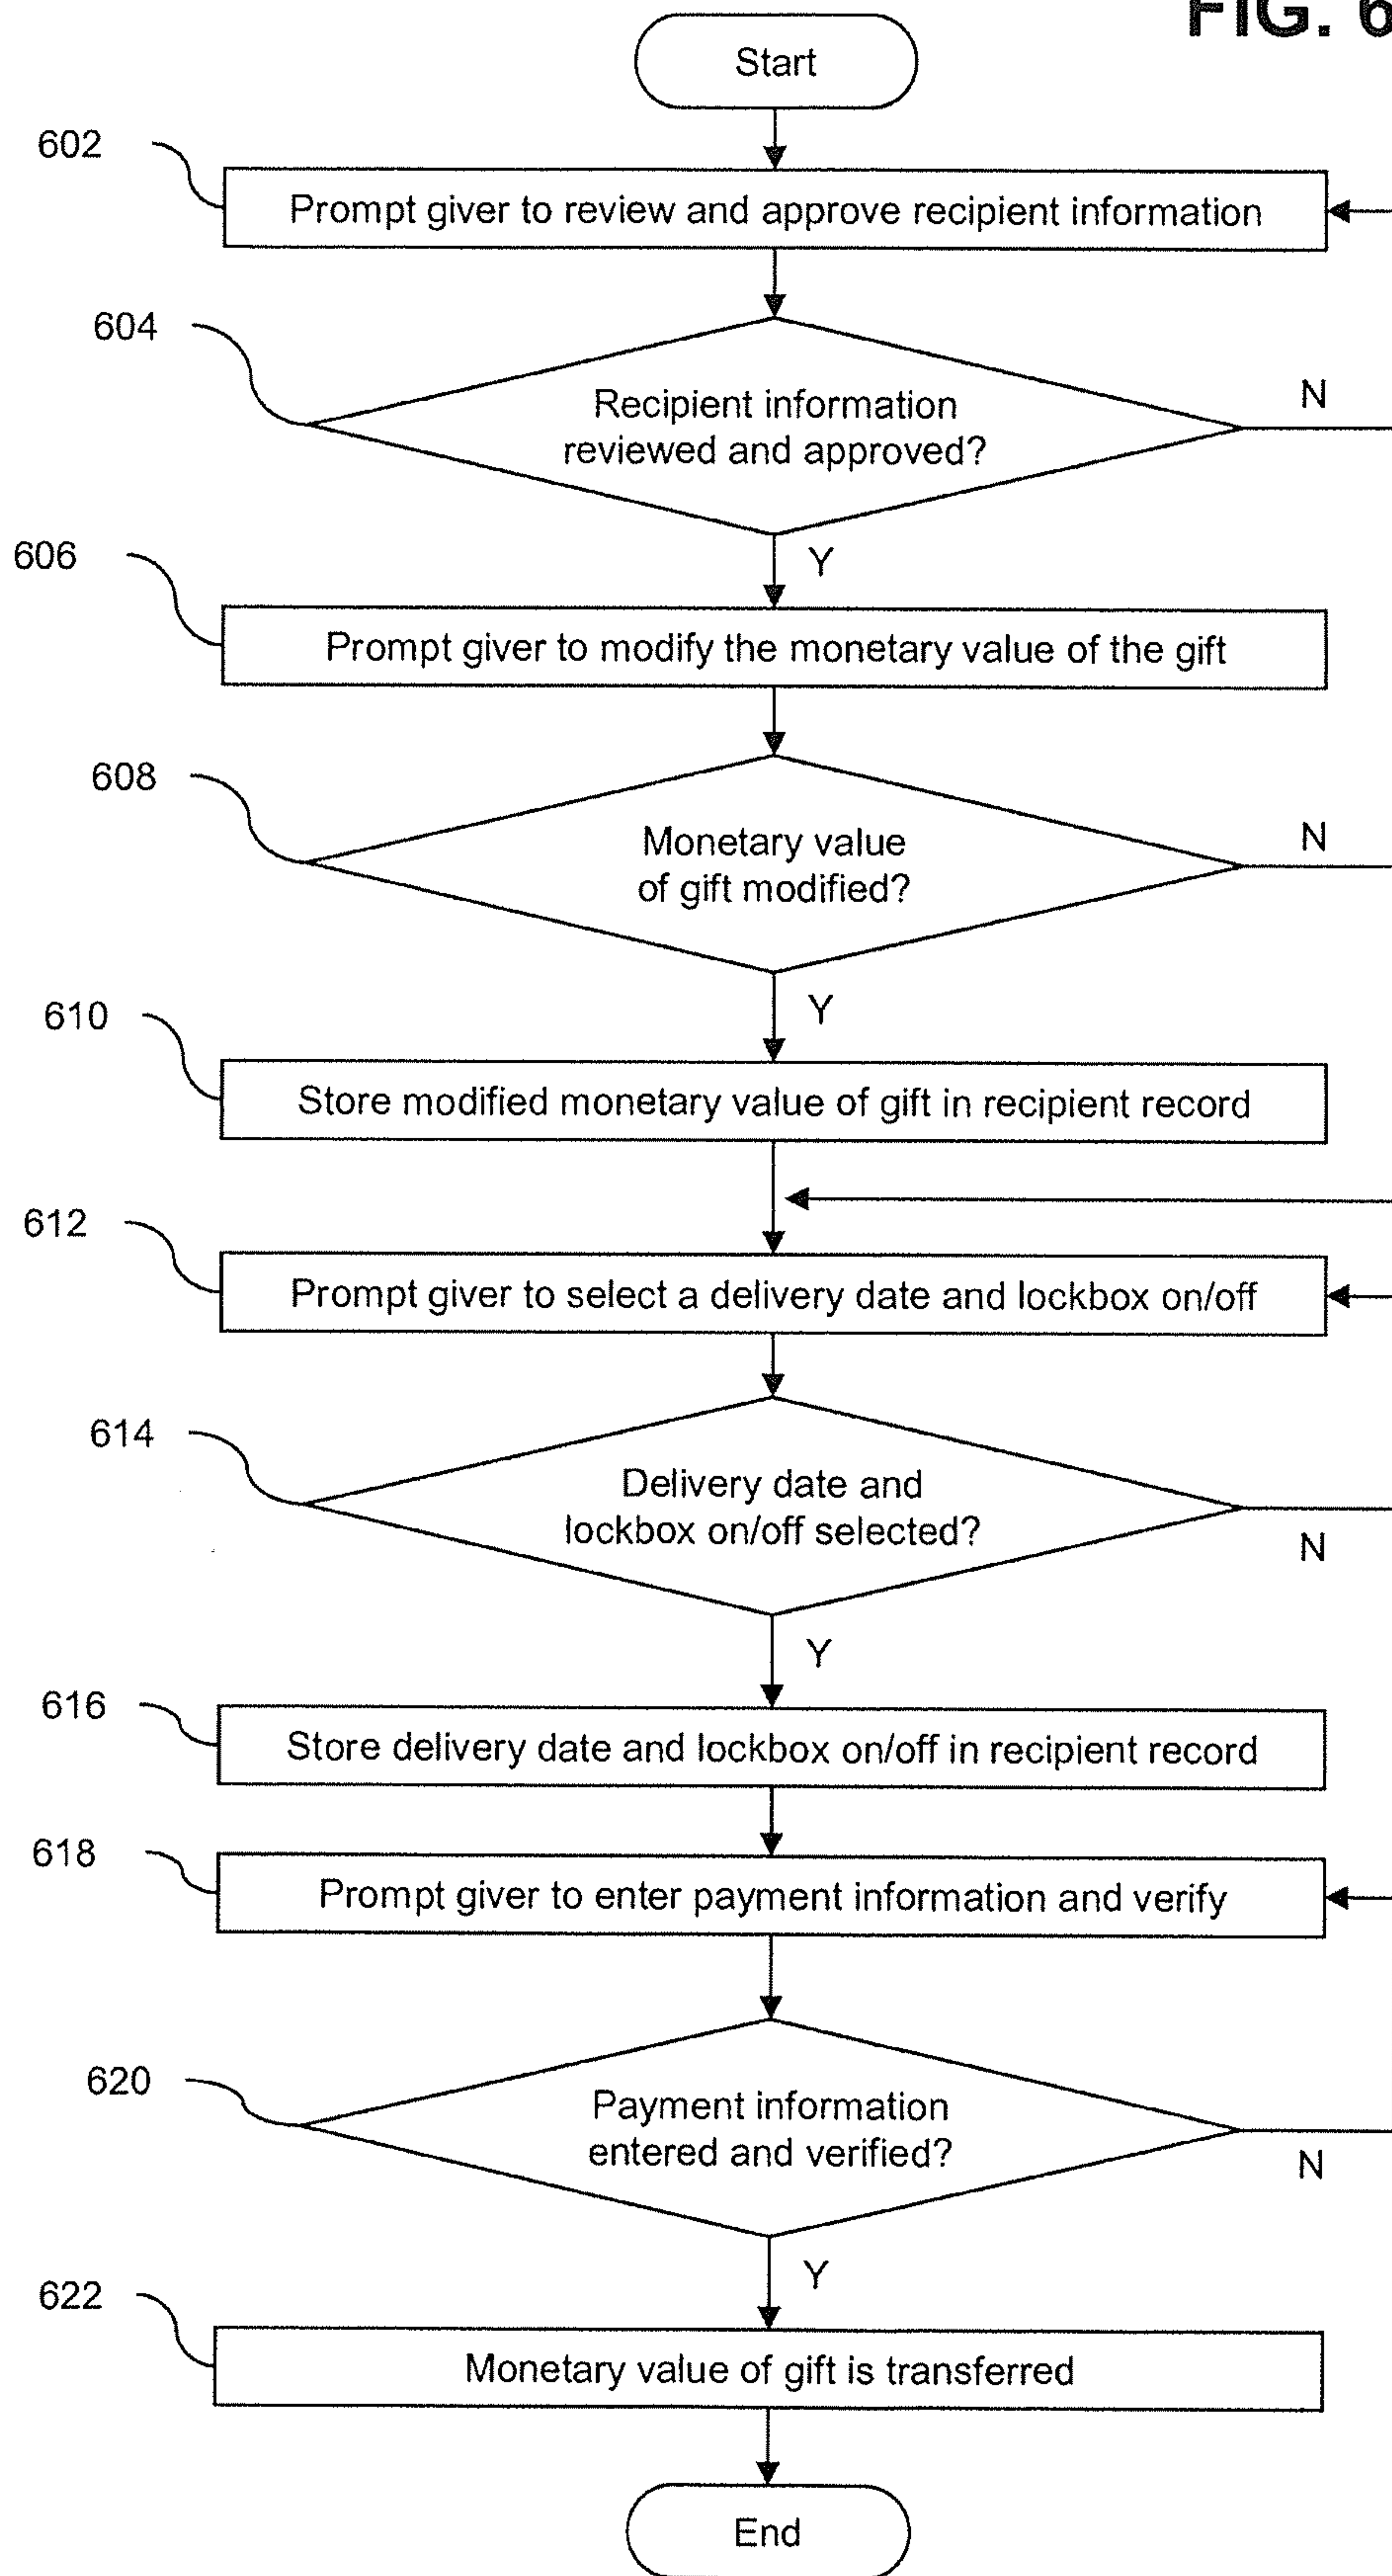 FIG. 6
Start
602
Prompt giver to review and approve recipient information
604
Recipient information
reviewed and approved?
N
Y
606
Prompt giver to modify the monetary value of the gift
608
Monetary value
of gift modified?
N
Y
610
Store modified monetary value of gift in recipient record
612
Prompt giver to select a delivery date and lockbox on/off
614
Delivery date and
lockbox on/off selected?
N
Y
616
Store delivery date and lockbox on/off in recipient record
618
Prompt giver to enter payment information and verify
620
Payment information
entered and verified?
N
Y
622
Monetary value of gift is transferred
End